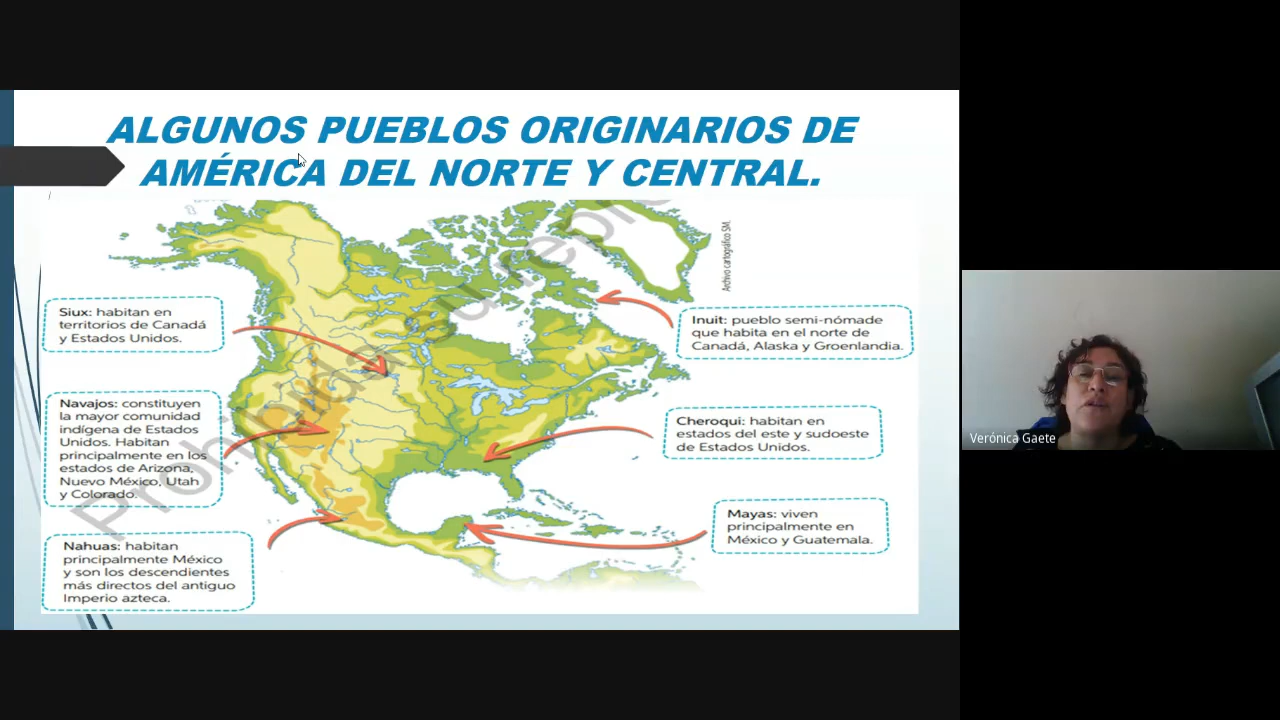 ALGUNOS PUEBLOS ORIGINARIOS DE
AMÉRICA DEL NORTE Y CENTRAL.
Archivo cartográfico SM.
Siux: habitan en
territorios de Canadá
y Estados Unidos.
Inuit: pueblo semi-nómade
que habita en el norte de
Canadá, Alaska y Groenlandia.
Navajos: constituyen
la mayor comunidad
indígena de Estados
Unidos. Habitan
principalmente en los
estados de Arizona,
Nuevo México, Utah
y Colorado.
Cheroqui: habitan en
estados del este y sudoeste
de Estados Unidos.
Mayas: viven
principalmente en
México y Guatemala.
Nahuas: habitan
principalmente México
y son los descendientes
más directos del antiguo
Imperio azteca.
Verónica Gaete